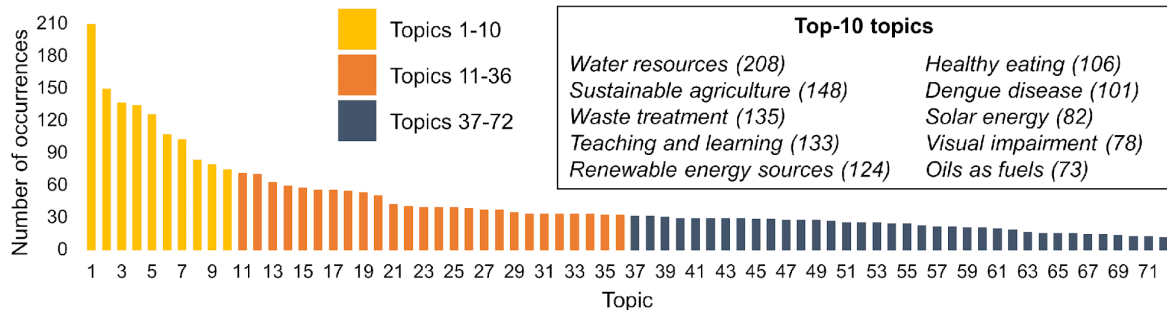 Number of occurrences
210
180
150
120
90
60
30
0
Topics 1-10
Topics 11-36
Topics 37-72
Top-10 topics
Water resources (208)
Sustainable agriculture (148)
Waste treatment (135)
Teaching and learning (133)
Renewable energy sources (124)
Healthy eating (106)
Dengue disease (101)
Solar energy (82)
Visual impairment (78)
Oils as fuels (73)
1 3 5 7 9 11 13 15 17 19 21 23 25 27 29 31 33 35 37 39 41 43 45 47 49 51 53 55 57 59 61 63 65 67 69 71
Topic